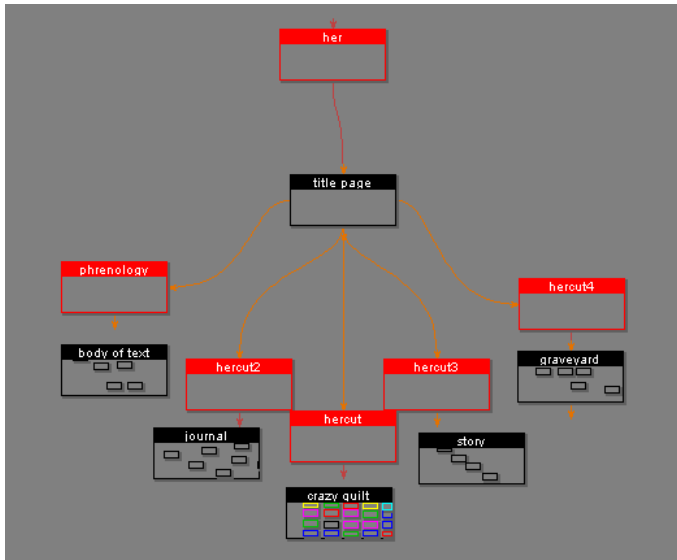 her
title page
phrenology
hercut4
body of text
graveyard
hercut2
hercut3
hercut
journal
story
crazy quilt